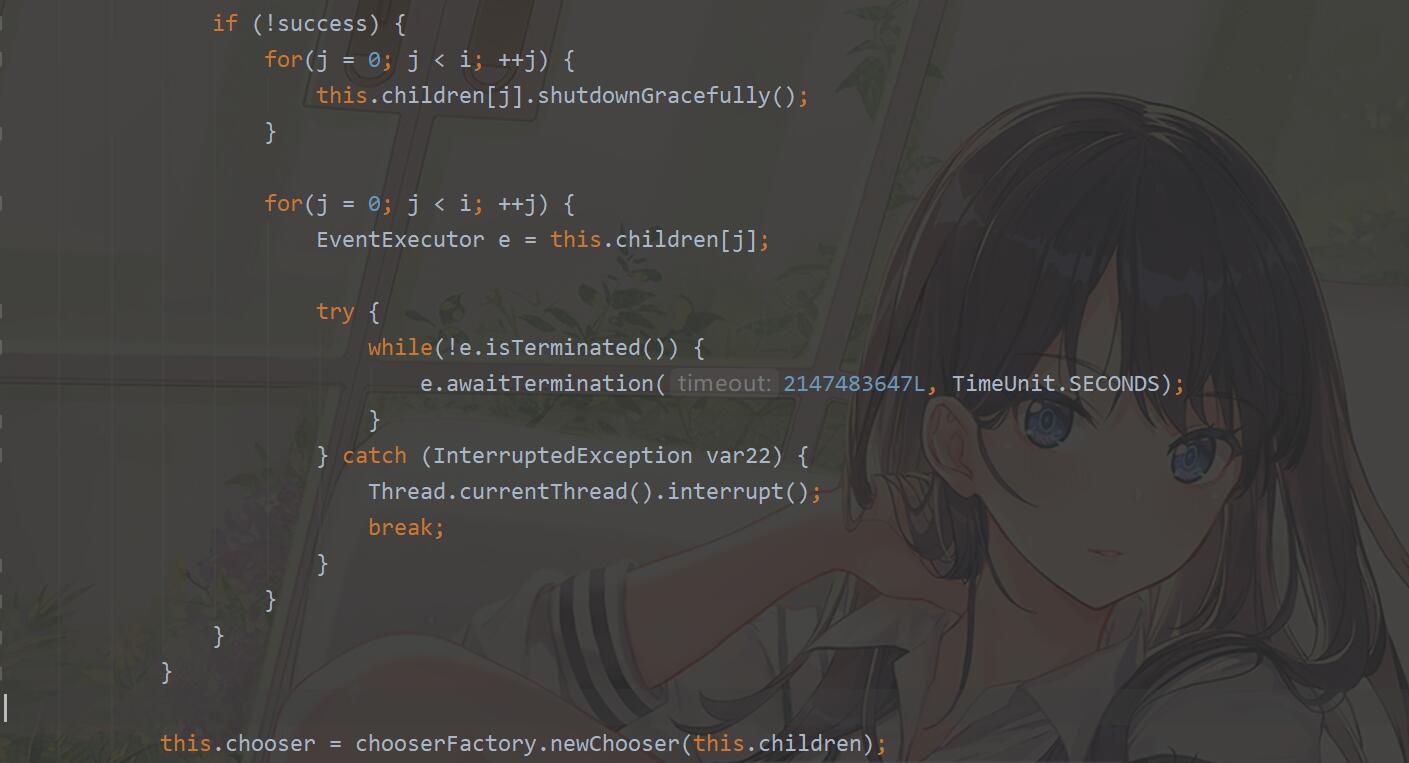 if (!success) {
for(j = 0; j < i; ++j) {
this.children[j].shutdownGracefully();
}
for(j = 0; j < i; ++j) {
EventExecutor e = this.children[j];
try {
while(!e.isTerminated()) {
e.awaitTermination( timeout: 2147483647L, TimeUnit.SECONDS);
}
} catch (InterruptedException var22) {
Thread.currentThread().interrupt();
break;
}
}
}
}
this.chooser = chooserFactory.newChooser(this.children);